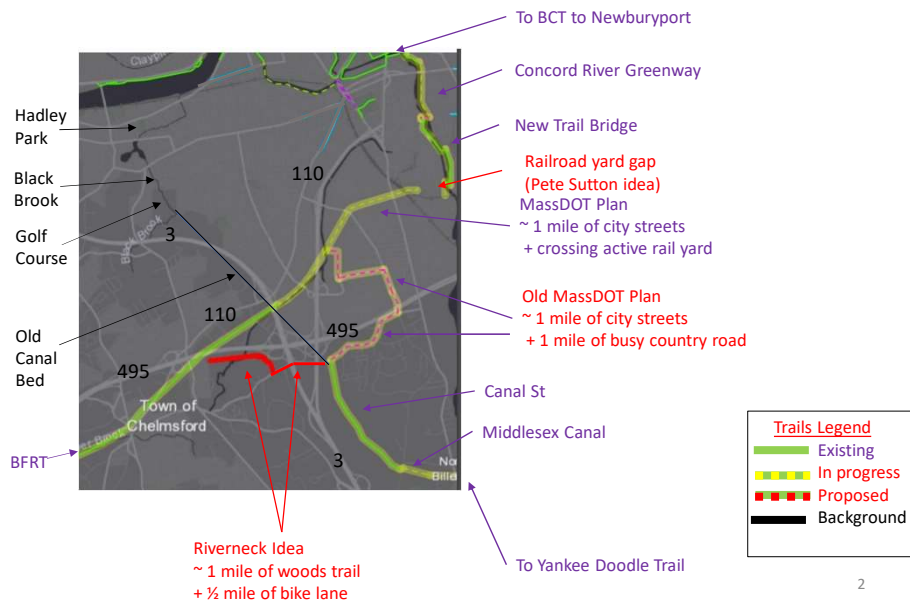 To BCT to Newburyport
Concord River Greenway
New Trail Bridge
Railroad yard gap
(Pete Sutton idea)
MassDOT Plan
~ 1 mile of city streets
+ crossing active rail yard
Old MassDOT Plan
~ 1 mile of city streets
+ 1 mile of busy country road
Canal St
Middlesex Canal
To Yankee Doodle Trail
Hadley
Park
Black
Brook
Golf
Course
Old
Canal
Bed
BFRT
110
3
Black Brook
110
495
495
Town of
Chelmsford
3
No
Bille
Riverneck Idea
~ 1 mile of woods trail
+ ½ mile of bike lane
Trails Legend
Existing
In progress
Proposed
Background
2